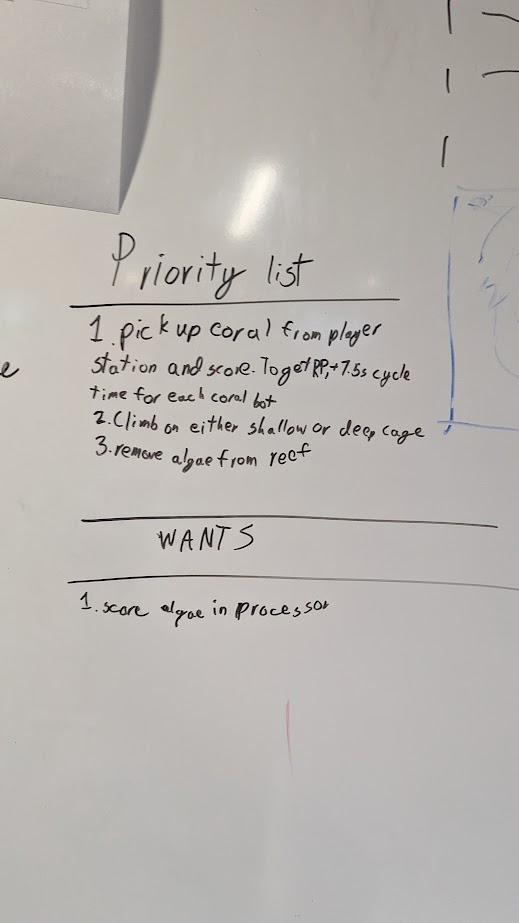 Priority list
1. pick up coral from player
station and score. To get RP, +7.5s cycle
time for each coral bot
2. Climb on either shallow or deep cage
3. remove algae from reef
WANTS
1. score algae in processor